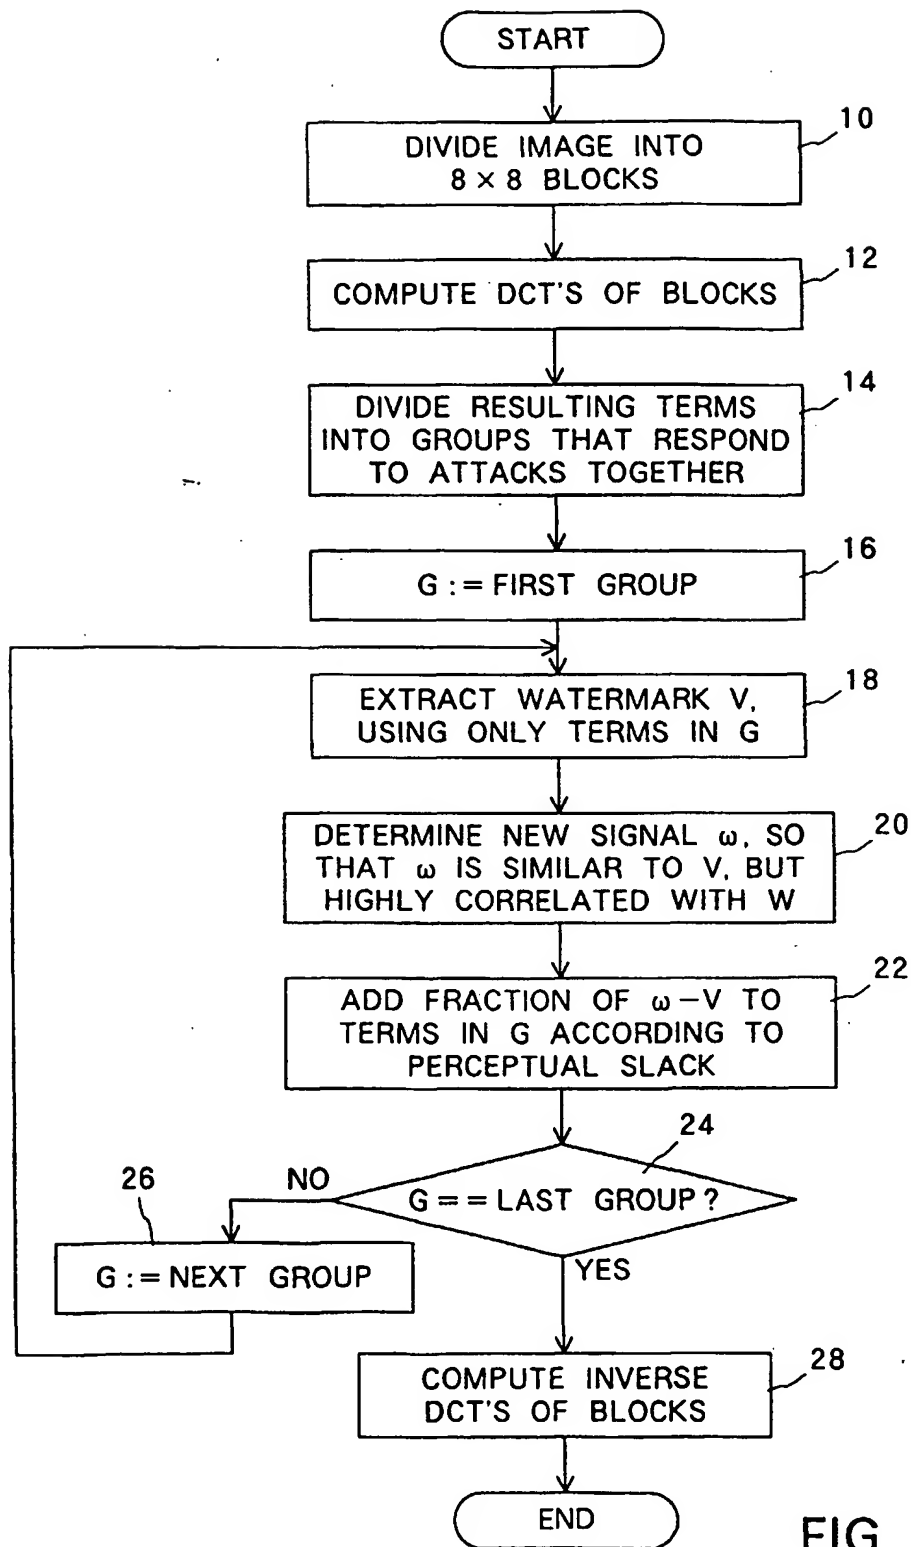 START
10
DIVIDE IMAGE INTO
8 × 8 BLOCKS
12
COMPUTE DCT'S OF BLOCKS
14
DIVIDE RESULTING TERMS
INTO GROUPS THAT RESPOND
TO ATTACKS TOGETHER
16
G := FIRST GROUP
18
EXTRACT WATERMARK V,
USING ONLY TERMS IN G
20
DETERMINE NEW SIGNAL ω, SO
THAT ω IS SIMILAR TO V, BUT
HIGHLY CORRELATED WITH W
22
ADD FRACTION OF ω−V TO
TERMS IN G ACCORDING TO
PERCEPTUAL SLACK
24
G == LAST GROUP?
NO
26
G := NEXT GROUP
YES
28
COMPUTE INVERSE
DCT'S OF BLOCKS
END
FIG